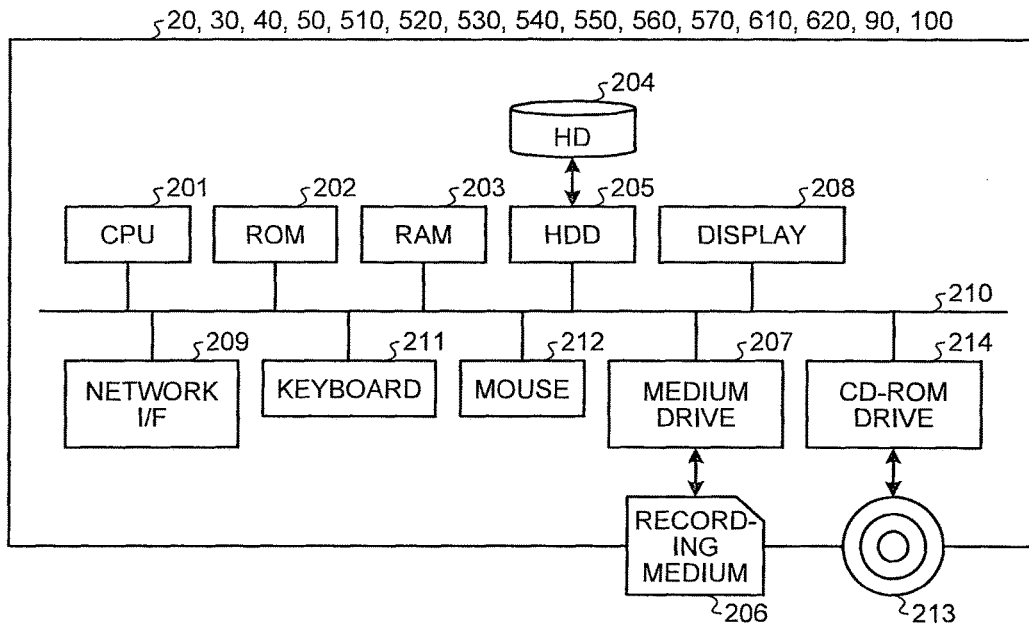 20, 30, 40, 50, 510, 520, 530, 540, 550, 560, 570, 610, 620, 90, 100
204
HD
201
202
203
205
208
CPU
ROM
RAM
HDD
DISPLAY
210
209
211
212
207
214
NETWORK
I/F
KEYBOARD
MOUSE
MEDIUM
DRIVE
CD-ROM
DRIVE
RECORD-
ING
MEDIUM
206
213